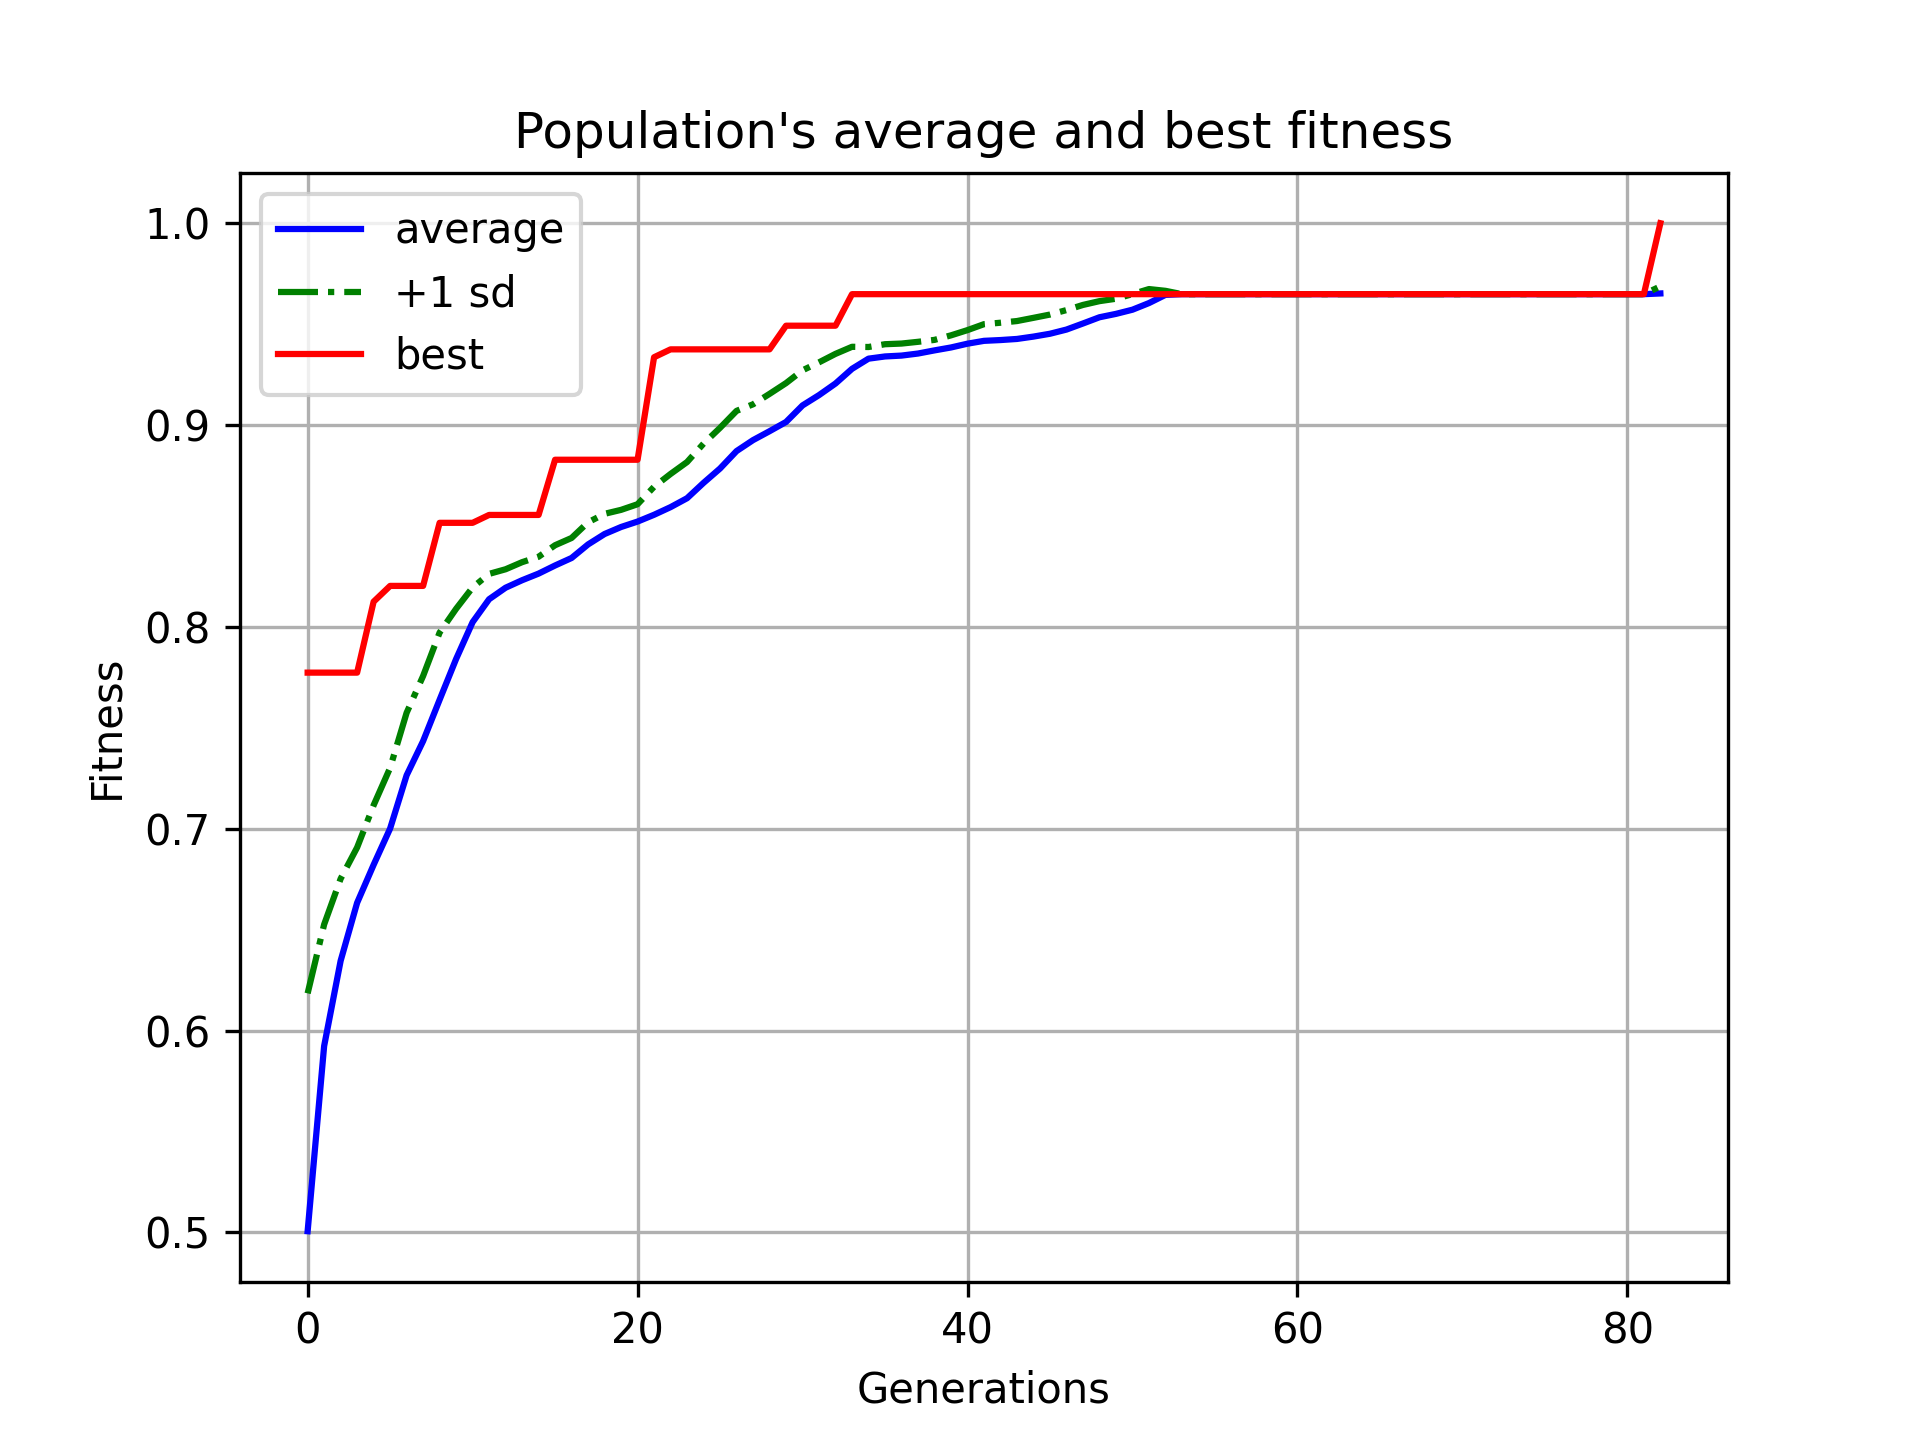 Population's average and best fitness
average
+1 sd
best
1.0
0.9
0.8
0.7
0.6
0.5
Fitness
0 20 40 60 80
Generations